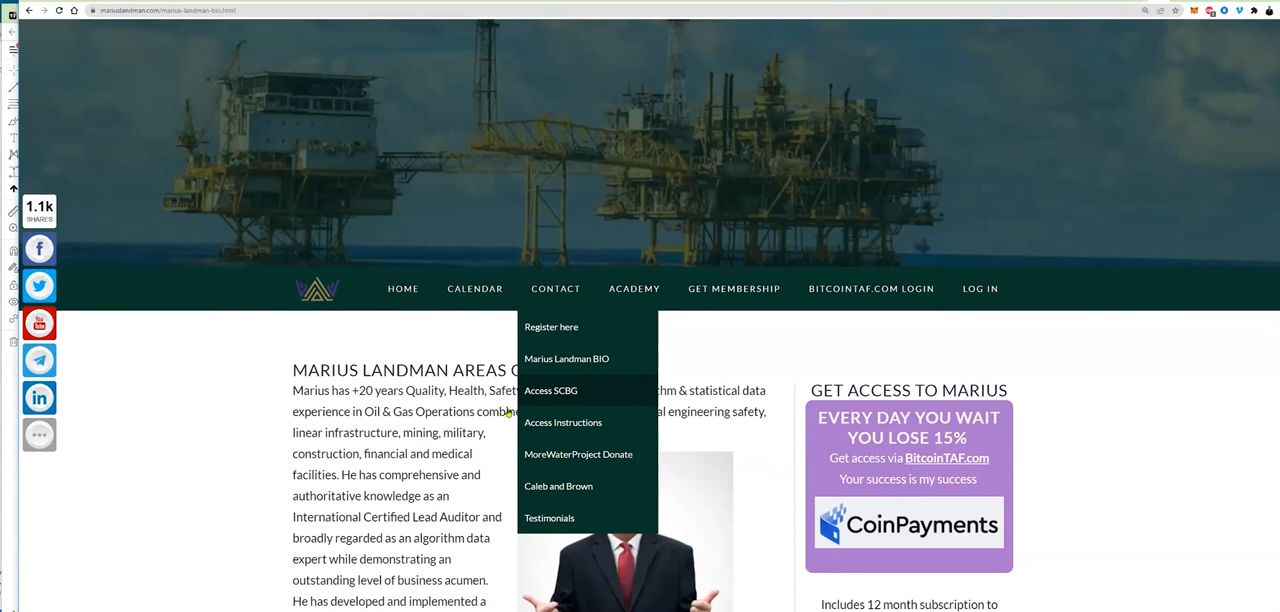 mariuslandman.com/marius-landman-bio.html
1.1k
SHARES
HOME
CALENDAR
CONTACT
ACADEMY
GET MEMBERSHIP
BITCOINTAF.COM LOGIN
LOG IN
Register here
Marius Landman BIO
Access SCBG
Access Instructions
MoreWaterProject Donate
Caleb and Brown
Testimonials
MARIUS LANDMAN AREAS
Marius has +20 years Quality, Health, Safety & statistical data
experience in Oil & Gas Operations engineering safety,
linear infrastructure, mining, military,
construction, financial and medical
facilities. He has comprehensive and
authoritative knowledge as an
International Certified Lead Auditor and
broadly regarded as an algorithm data
expert while demonstrating an
outstanding level of business acumen.
He has developed and implemented a
GET ACCESS TO MARIUS
EVERY DAY YOU WAIT
YOU LOSE 15%
Get access via BitcoinTAF.com
Your success is my success
CoinPayments
Includes 12 month subscription to
You Tube
in
f